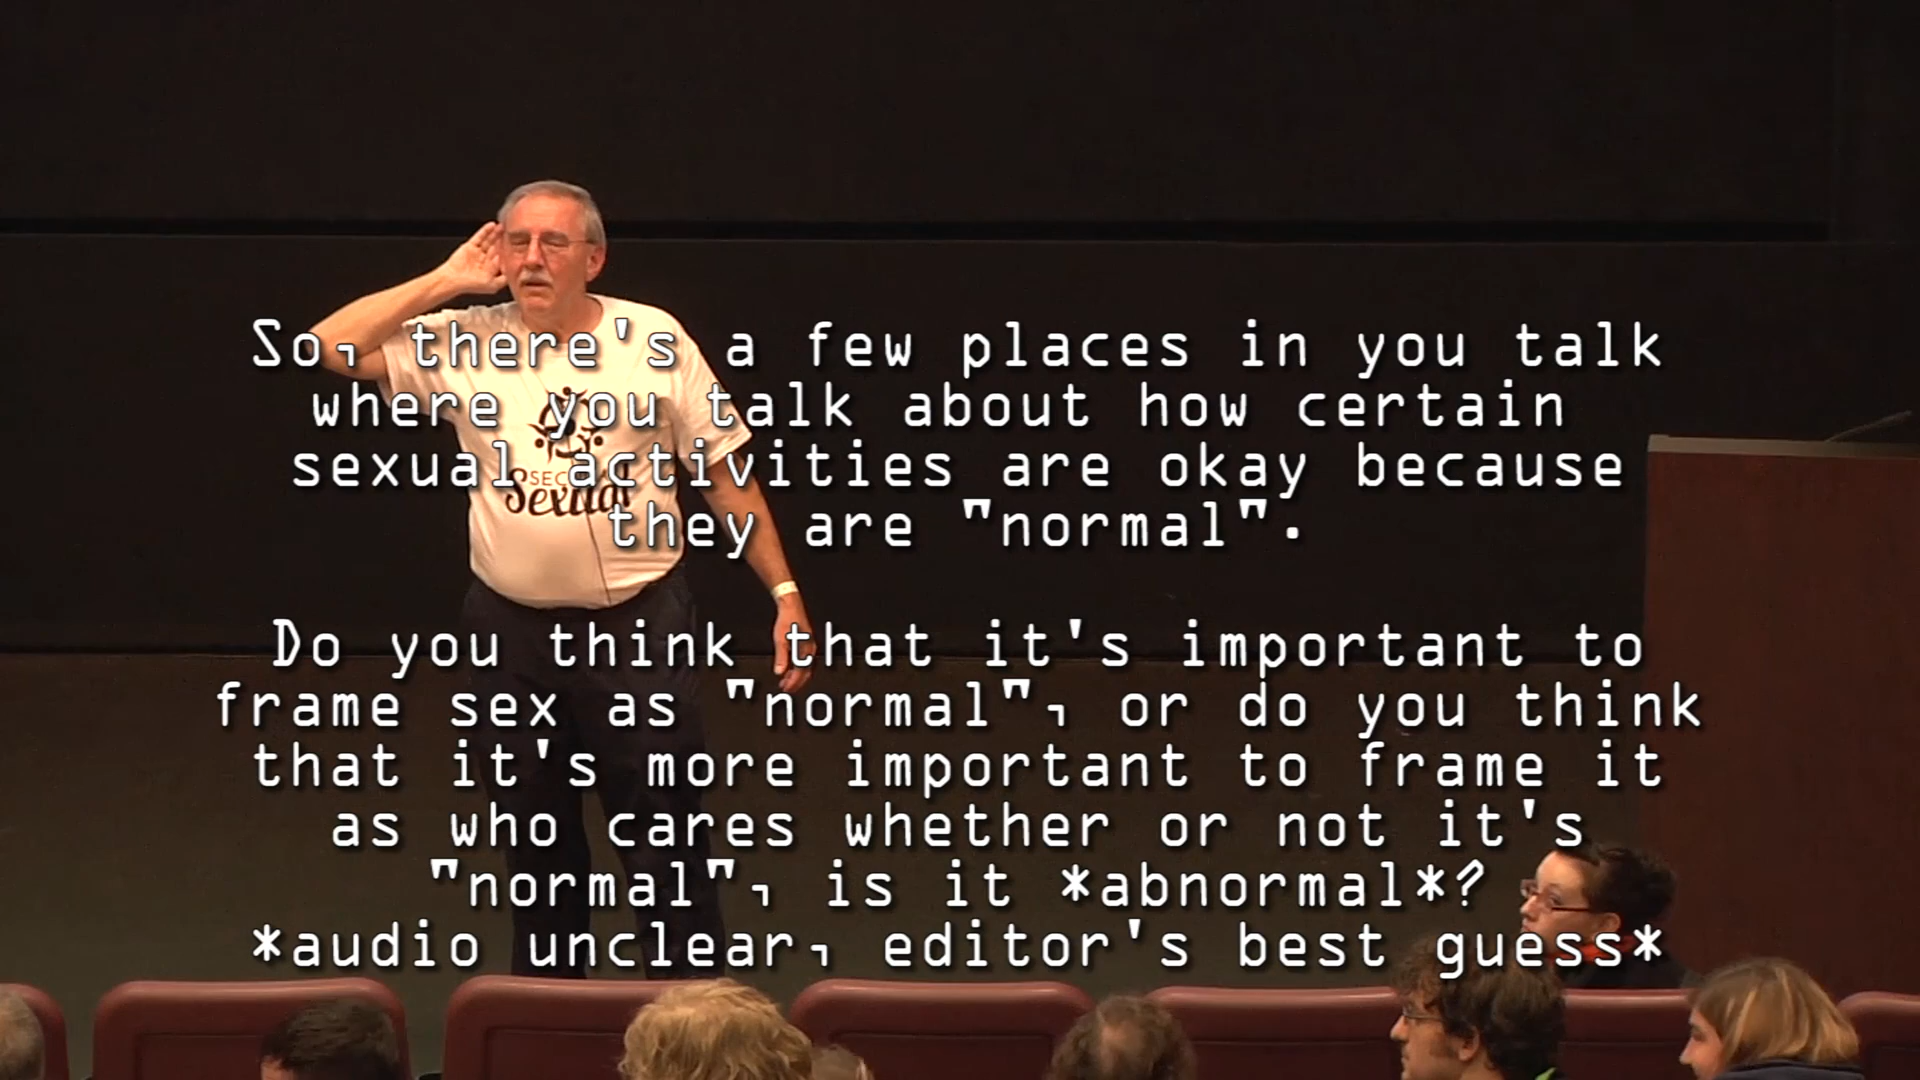 So, there's a few places in you talk
where you talk about how certain
sexual activities are okay because
they are "normal".
Do you think that it's important to
frame sex as "normal", or do you think
that it's more important to frame it
as who cares whether or not it's
"normal", is it *abnormal*?
*audio unclear, editor's best guess*
Sexual